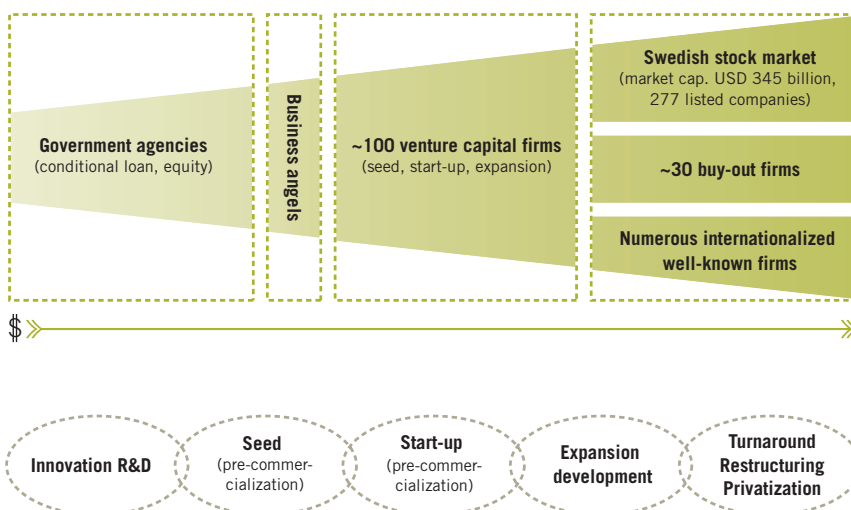 Government agencies
(conditional loan, equity)
Business angels
~100 venture capital firms
(seed, start-up, expansion)
Swedish stock market
(market cap. USD 345 billion,
277 listed companies)
~30 buy-out firms
Numerous internationalized
well-known firms
$
Innovation R&D
Seed
(pre-commer-
cialization)
Start-up
(pre-commer-
cialization)
Expansion
development
Turnaround
Restructuring
Privatization